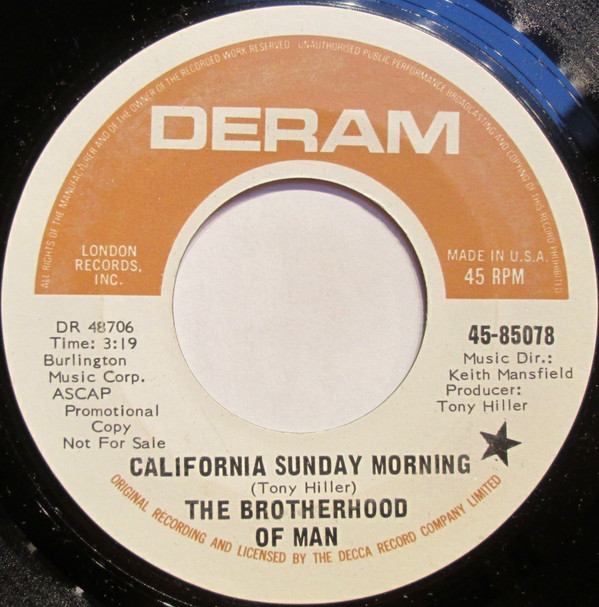 ALL RIGHTS OF THE MANUFACTURER AND OF THE OWNER OF THE RECORDED WORK RESERVED · UNAUTHORISED PUBLIC PERFORMANCE BROADCASTING AND COPYING OF THIS RECORD PROHIBITED
DERAM
LONDON
RECORDS,
INC.
MADE IN U.S.A.
45 RPM
DR 48706
Time: 3:19
Burlington
Music Corp.
ASCAP
Promotional
Copy
Not For Sale
45-85078
Music Dir.:
Keith Mansfield
Producer:
Tony Hiller
CALIFORNIA SUNDAY MORNING
(Tony Hiller)
THE BROTHERHOOD
OF MAN
ORIGINAL RECORDING AND LICENSED BY THE DECCA RECORD COMPANY LIMITED